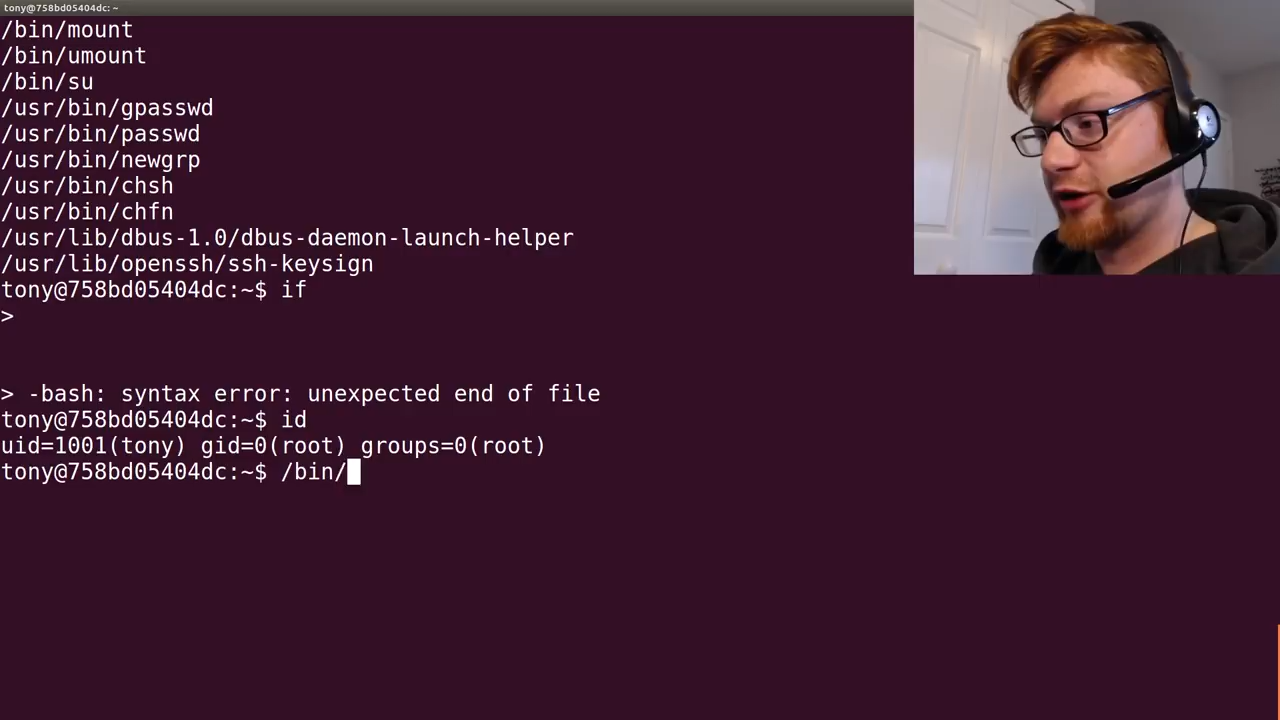 tony@758bd05404dc: ~
/bin/mount
/bin/umount
/bin/su
/usr/bin/gpasswd
/usr/bin/passwd
/usr/bin/newgrp
/usr/bin/chsh
/usr/bin/chfn
/usr/lib/dbus-1.0/dbus-daemon-launch-helper
/usr/lib/openssh/ssh-keysign
tony@758bd05404dc:~$ if
>
> -bash: syntax error: unexpected end of file
tony@758bd05404dc:~$ id
uid=1001(tony) gid=0(root) groups=0(root)
tony@758bd05404dc:~$ /bin/